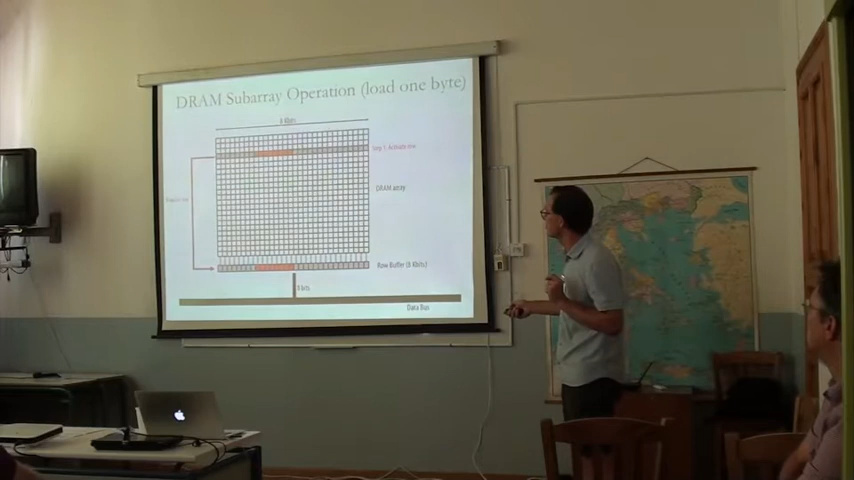 DRAM Subarray Operation (load one byte)
8 Kbits
Step 1: Activate row
DRAM array
Row Buffer (8 Kbits)
8 bits
Data Bus